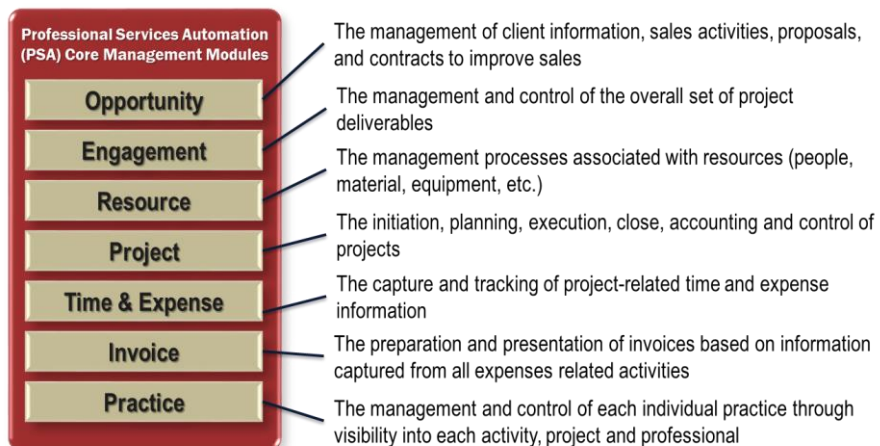 Professional Services Automation
(PSA) Core Management Modules
Opportunity
The management of client information, sales activities, proposals,
and contracts to improve sales
Engagement
The management and control of the overall set of project
deliverables
Resource
The management processes associated with resources (people,
material, equipment, etc.)
Project
The initiation, planning, execution, close, accounting and control of
projects
Time & Expense
The capture and tracking of project-related time and expense
information
Invoice
The preparation and presentation of invoices based on information
captured from all expenses related activities
Practice
The management and control of each individual practice through
visibility into each activity, project and professional